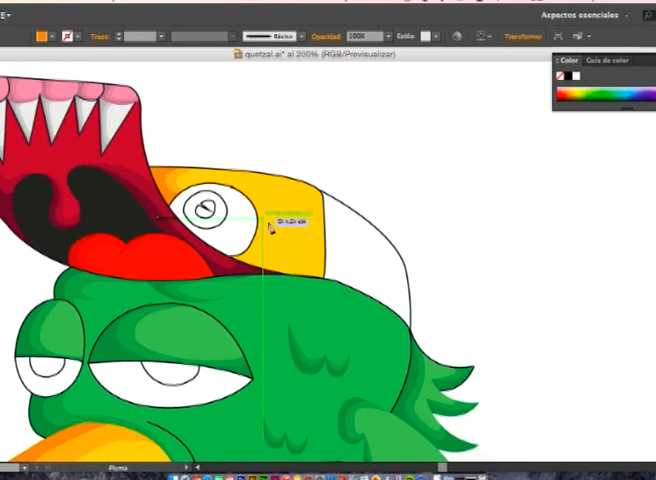 Aspectos esenciales
Trazo:
Básico
Opacidad:
100%
Estilo:
Transformar
quetzal.ai* al 200% (RGB/Previsualizar)
Color
Guía de color
Pluma